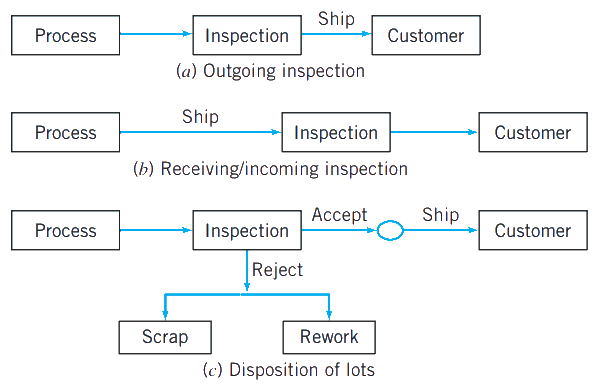 Ship
Process Inspection Customer
(a) Outgoing inspection
Ship
Process Inspection Customer
(b) Receiving/incoming inspection
Accept Ship
Process Inspection Customer
Reject
Scrap Rework
(c) Disposition of lots